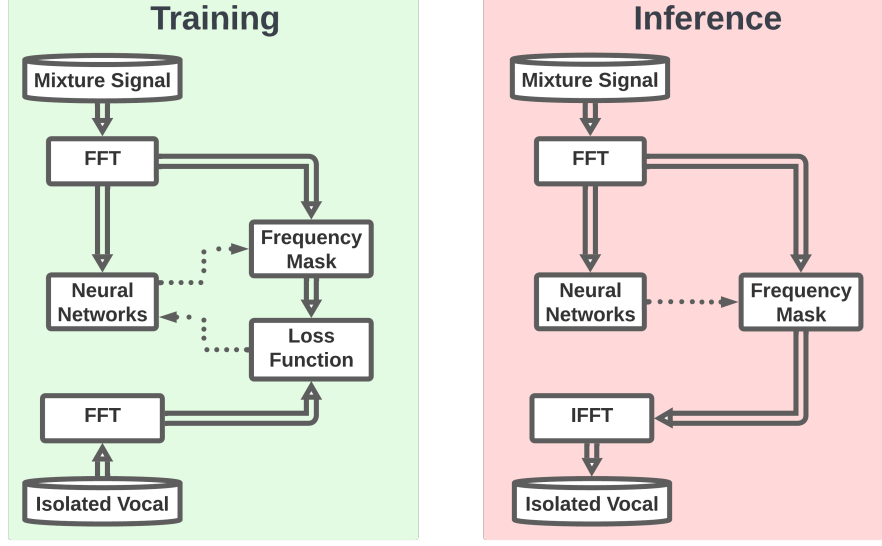 Training
Mixture Signal
FFT
Frequency
Mask
Neural
Networks
Loss
Function
FFT
Isolated Vocal
Inference
Mixture Signal
FFT
Neural
Networks
Frequency
Mask
IFFT
Isolated Vocal